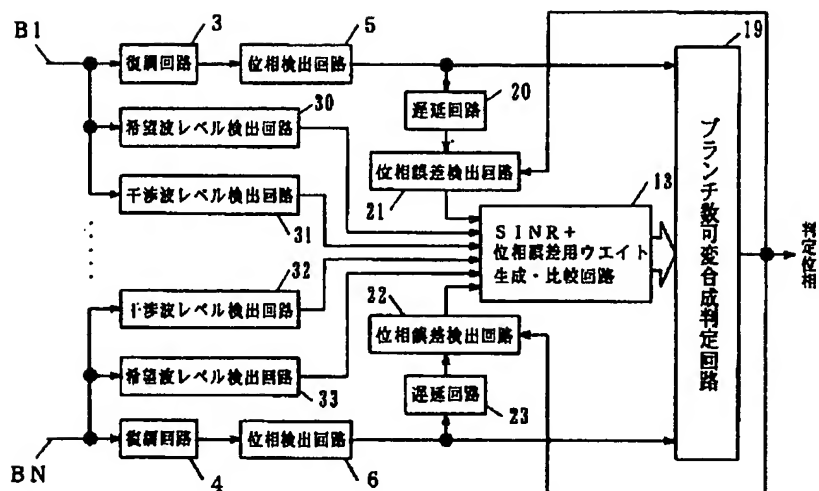 B1
3
復調回路
5
位相検出回路
19
20
遅延回路
30
希望波レベル検出回路
位相誤差検出回路
21
干渉波レベル検出回路
31
13
SINR+
位相誤差用ウエイト
生成・比較回路
ブランチ数可変合成判定回路
判定位相
32
干渉波レベル検出回路
22
位相誤差検出回路
希望波レベル検出回路
33
遅延回路
23
BN
復調回路
4
位相検出回路
6